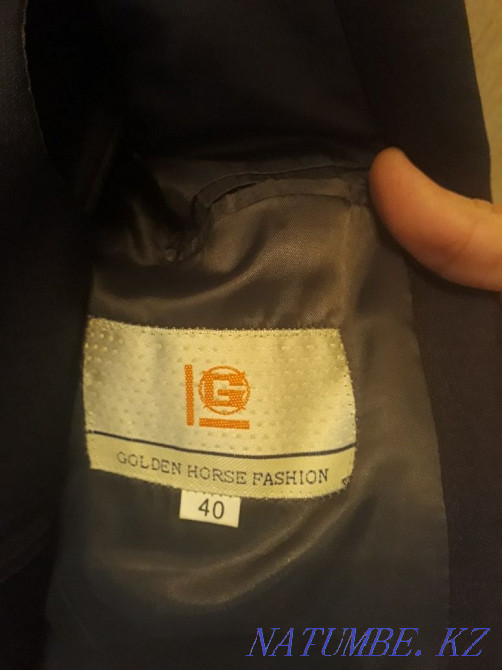 G
GOLDEN HORSE FASHION
40
NATUMBE. KZ